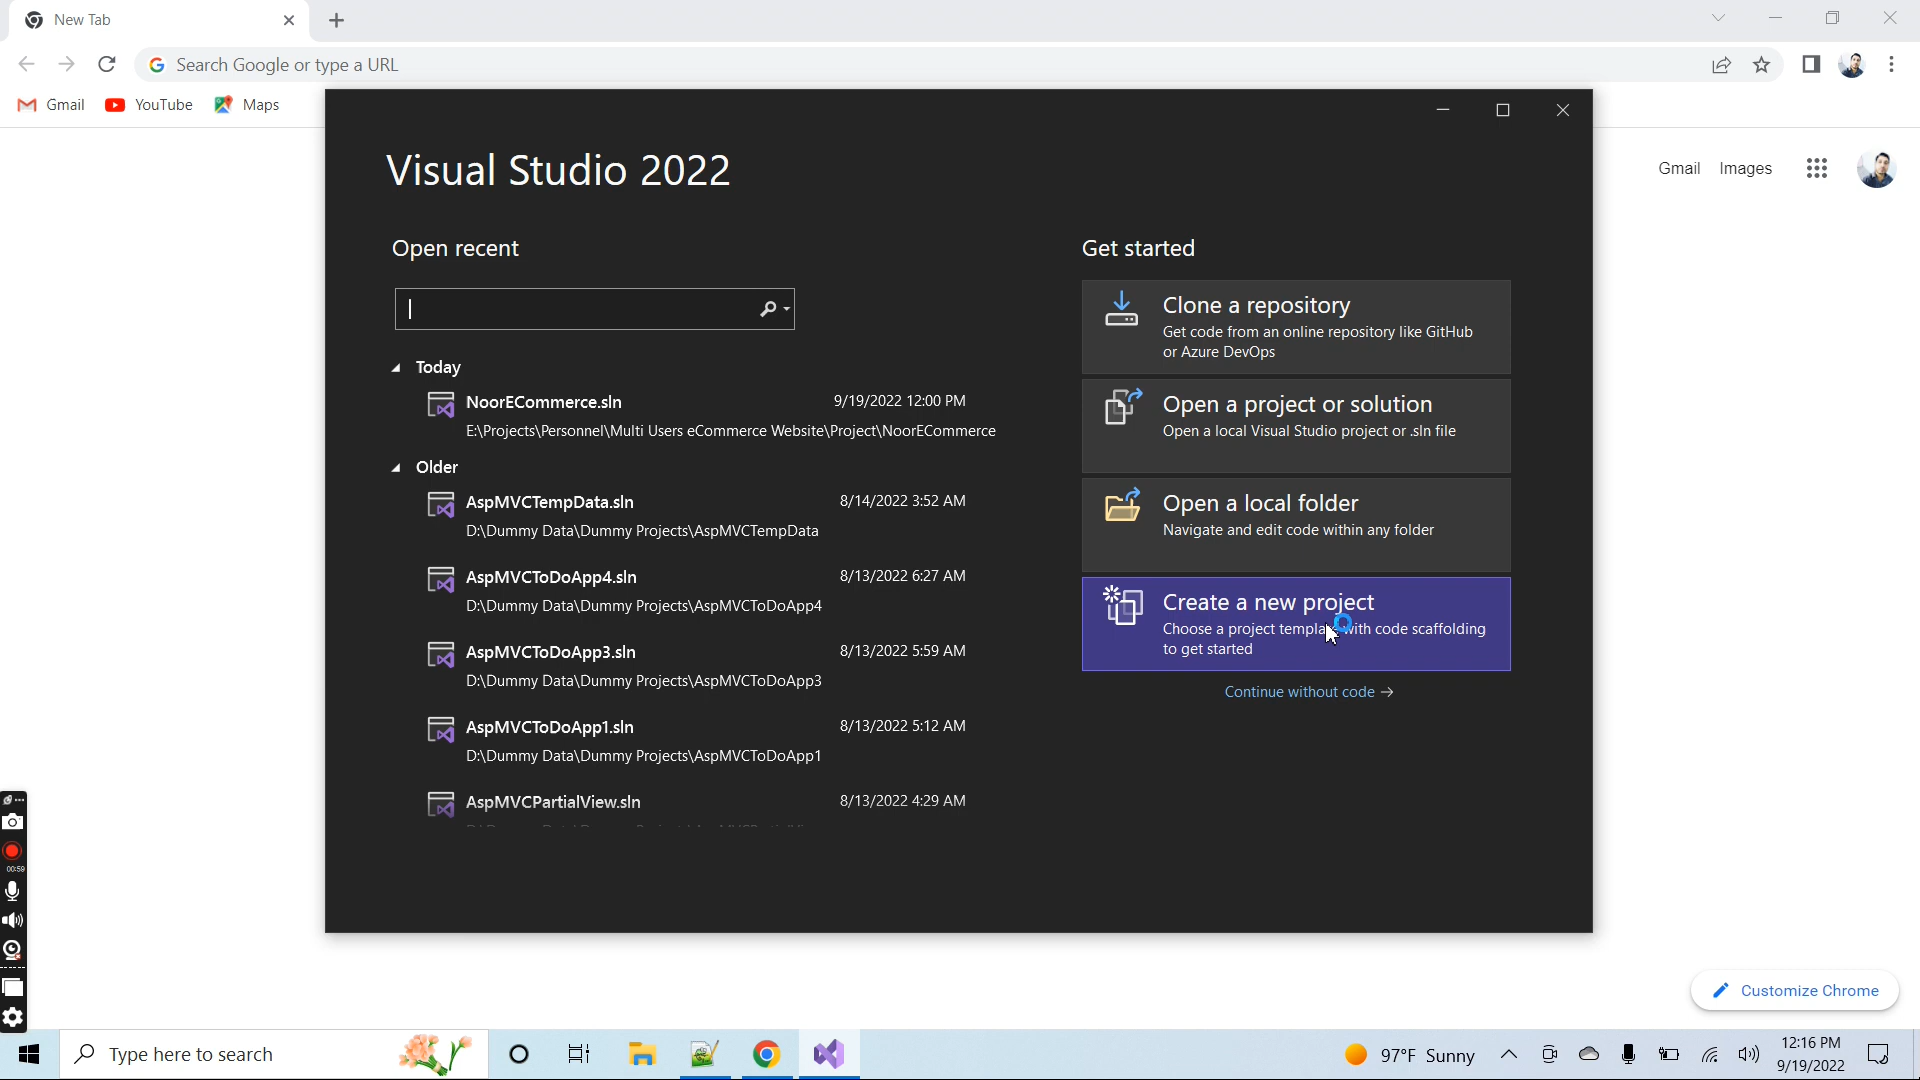 New Tab
Search Google or type a URL
Gmail
YouTube
Maps
Gmail
Images
Visual Studio 2022
Open recent
Today
NoorECommerce.sln
9/19/2022 12:00 PM
E:\Projects\Personnel\Multi Users eCommerce Website\Project\NoorECommerce
Older
AspMVCTempData.sln
8/14/2022 3:52 AM
D:\Dummy Data\Dummy Projects\AspMVCTempData
AspMVCToDoApp4.sln
8/13/2022 6:27 AM
D:\Dummy Data\Dummy Projects\AspMVCToDoApp4
AspMVCToDoApp3.sln
8/13/2022 5:59 AM
D:\Dummy Data\Dummy Projects\AspMVCToDoApp3
AspMVCToDoApp1.sln
8/13/2022 5:12 AM
D:\Dummy Data\Dummy Projects\AspMVCToDoApp1
AspMVCPartialView.sln
8/13/2022 4:29 AM
Get started
Clone a repository
Get code from an online repository like GitHub
or Azure DevOps
Open a project or solution
Open a local Visual Studio project or .sln file
Open a local folder
Navigate and edit code within any folder
Create a new project
Choose a project template with code scaffolding
to get started
Continue without code →
00:59
Customize Chrome
Type here to search
97°F Sunny
12:16 PM
9/19/2022